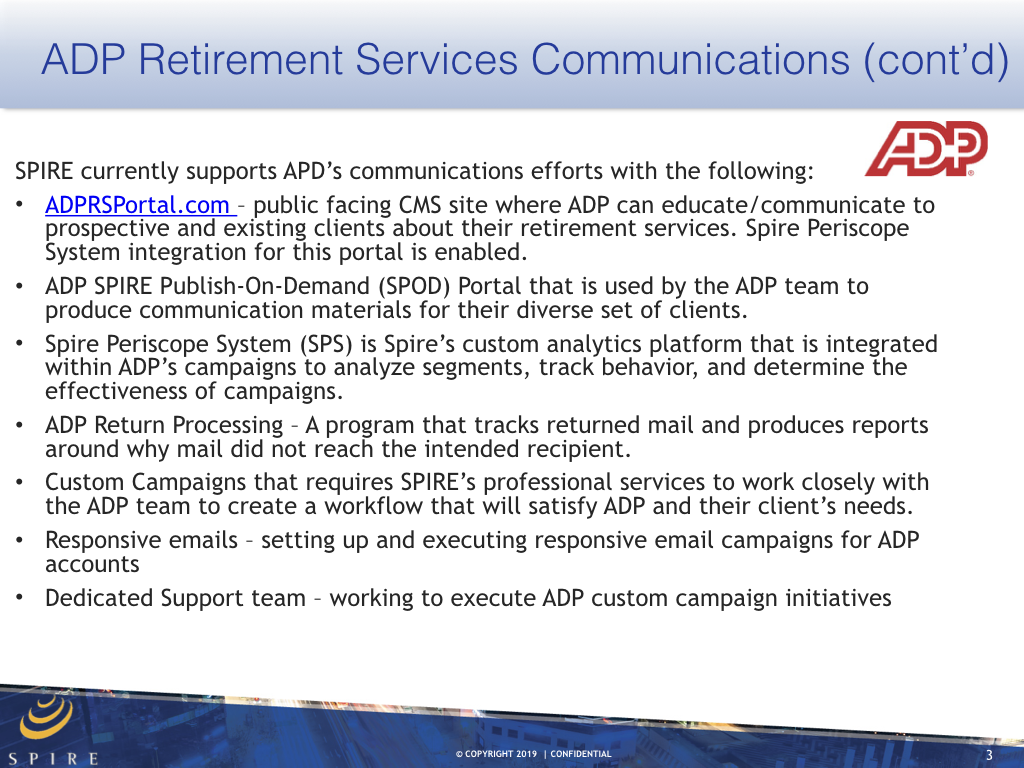 ADP Retirement Services Communications (cont’d)
ADP
®
SPIRE currently supports APD’s communications efforts with the following:
• ADPRSPortal.com – public facing CMS site where ADP can educate/communicate to
prospective and existing clients about their retirement services. Spire Periscope
System integration for this portal is enabled.
• ADP SPIRE Publish-On-Demand (SPOD) Portal that is used by the ADP team to
produce communication materials for their diverse set of clients.
• Spire Periscope System (SPS) is Spire’s custom analytics platform that is integrated
within ADP’s campaigns to analyze segments, track behavior, and determine the
effectiveness of campaigns.
• ADP Return Processing – A program that tracks returned mail and produces reports
around why mail did not reach the intended recipient.
• Custom Campaigns that requires SPIRE’s professional services to work closely with
the ADP team to create a workflow that will satisfy ADP and their client’s needs.
• Responsive emails – setting up and executing responsive email campaigns for ADP
accounts
• Dedicated Support team – working to execute ADP custom campaign initiatives
SPIRE
© COPYRIGHT 2019 | CONFIDENTIAL
3